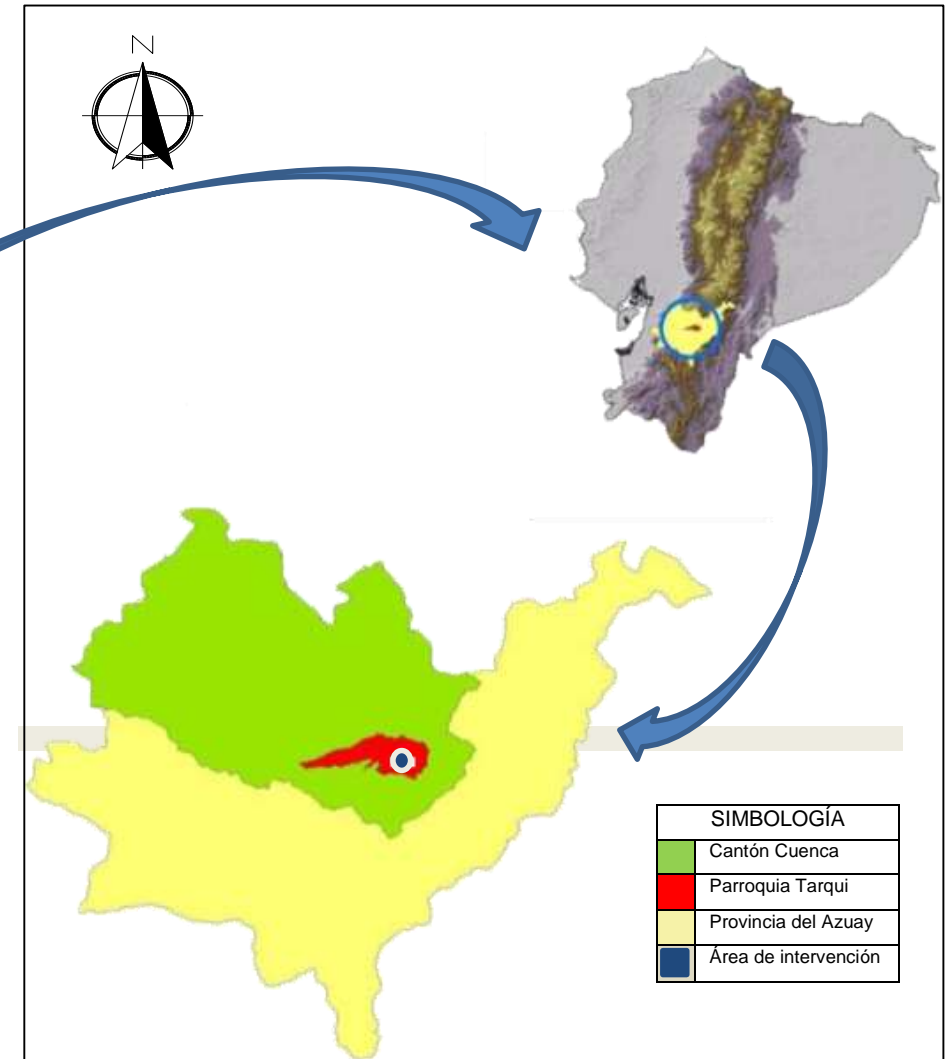 N
SIMBOLOGÍA
Cantón Cuenca
Parroquia Tarqui
Provincia del Azuay
Área de intervención